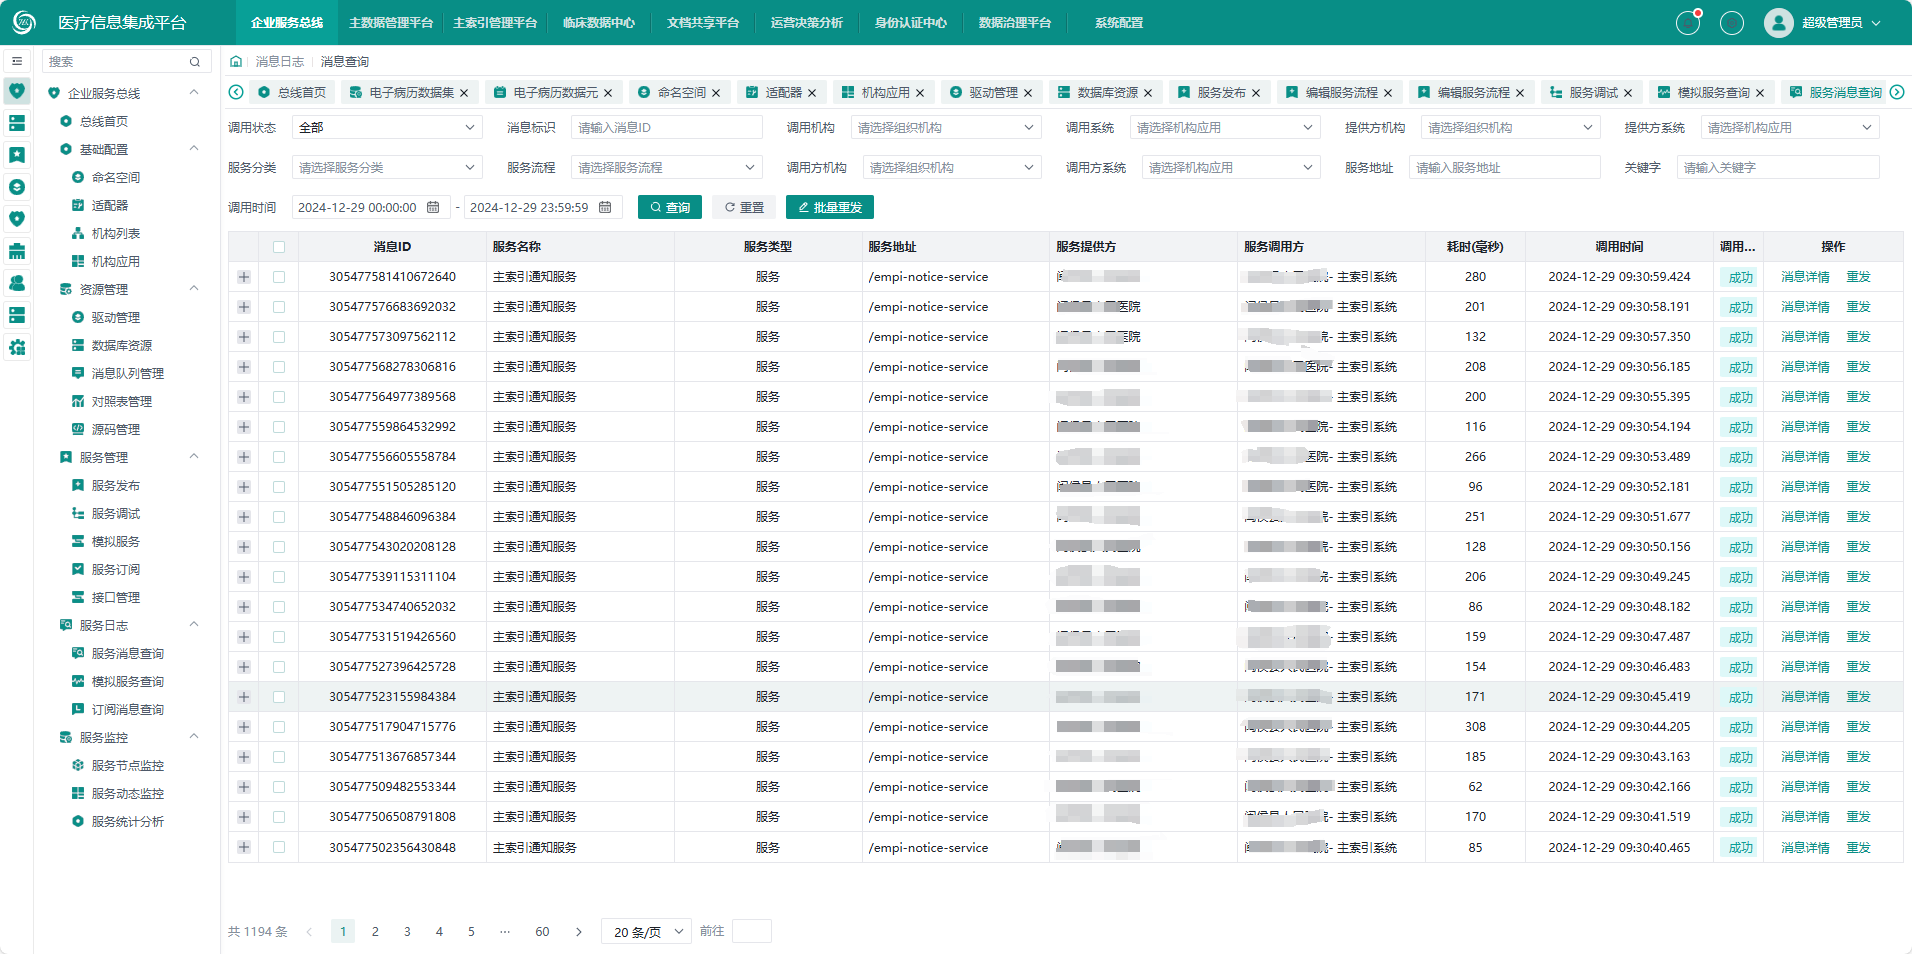 医疗信息集成平台 企业服务总线 主数据管理平台 主索引管理平台 临床数据中心 文档共享平台 运营决策分析 身份认证中心 数据治理平台 系统配置 超级管理员
搜索
消息日志 消息查询
总线首页 电子病历数据集 电子病历数据元 命名空间 适配器 机构应用 驱动管理 数据库资源 服务发布 编辑服务流程 编辑服务流程 服务调试 模拟服务查询 服务消息查询
企业服务总线
总线首页
基础配置
命名空间
适配器
机构列表
机构应用
资源管理
驱动管理
数据库资源
消息队列管理
对照表管理
源码管理
服务管理
服务发布
服务调试
模拟服务
服务订阅
接口管理
服务日志
服务消息查询
模拟服务查询
订阅消息查询
服务监控
服务节点监控
服务动态监控
服务统计分析
调用状态 全部 消息标识 请输入消息ID 调用机构 请选择组织机构 调用系统 请选择机构应用 提供方机构 请选择组织机构 提供方系统 请选择机构应用
服务分类 请选择服务分类 服务流程 请选择服务流程 调用方机构 请选择组织机构 调用方系统 请选择机构应用 服务地址 请输入服务地址 关键字 请输入关键字
调用时间 2024-12-29 00:00:00 - 2024-12-29 23:59:59 查询 重置 批量重发
消息ID 服务名称 服务类型 服务地址 服务提供方 服务调用方 耗时(毫秒) 调用时间 调用... 操作
305477581410672640 主索引通知服务 服务 /empi-notice-service 院- 主索引系统 280 2024-12-29 09:30:59.424 成功 消息详情 重发
305477576683692032 主索引通知服务 服务 /empi-notice-service 医院 医院- 主索引系统 201 2024-12-29 09:30:58.191 成功 消息详情 重发
305477573097562112 主索引通知服务 服务 /empi-notice-service 医院 院- 主索引系统 132 2024-12-29 09:30:57.350 成功 消息详情 重发
305477568278306816 主索引通知服务 服务 /empi-notice-service 医院- 主索引系统 208 2024-12-29 09:30:56.185 成功 消息详情 重发
305477564977389568 主索引通知服务 服务 /empi-notice-service - 主索引系统 200 2024-12-29 09:30:55.395 成功 消息详情 重发
305477559864532992 主索引通知服务 服务 /empi-notice-service 院- 主索引系统 116 2024-12-29 09:30:54.194 成功 消息详情 重发
305477556605558784 主索引通知服务 服务 /empi-notice-service 医院- 主索引系统 266 2024-12-29 09:30:53.489 成功 消息详情 重发
305477551505285120 主索引通知服务 服务 /empi-notice-service 医院- 主索引系统 96 2024-12-29 09:30:52.181 成功 消息详情 重发
305477548846096384 主索引通知服务 服务 /empi-notice-service 院- 主索引系统 251 2024-12-29 09:30:51.677 成功 消息详情 重发
305477543020208128 主索引通知服务 服务 /empi-notice-service 院- 主索引系统 128 2024-12-29 09:30:50.156 成功 消息详情 重发
305477539115311104 主索引通知服务 服务 /empi-notice-service 院- 主索引系统 206 2024-12-29 09:30:49.245 成功 消息详情 重发
305477534740652032 主索引通知服务 服务 /empi-notice-service - 主索引系统 86 2024-12-29 09:30:48.182 成功 消息详情 重发
305477531519426560 主索引通知服务 服务 /empi-notice-service - 主索引系统 159 2024-12-29 09:30:47.487 成功 消息详情 重发
305477527396425728 主索引通知服务 服务 /empi-notice-service - 主索引系统 154 2024-12-29 09:30:46.483 成功 消息详情 重发
305477523155984384 主索引通知服务 服务 /empi-notice-service - 主索引系统 171 2024-12-29 09:30:45.419 成功 消息详情 重发
305477517904715776 主索引通知服务 服务 /empi-notice-service - 主索引系统 308 2024-12-29 09:30:44.205 成功 消息详情 重发
305477513676857344 主索引通知服务 服务 /empi-notice-service - 主索引系统 185 2024-12-29 09:30:43.163 成功 消息详情 重发
305477509482553344 主索引通知服务 服务 /empi-notice-service - 主索引系统 62 2024-12-29 09:30:42.166 成功 消息详情 重发
305477506508791808 主索引通知服务 服务 /empi-notice-service 院- 主索引系统 170 2024-12-29 09:30:41.519 成功 消息详情 重发
305477502356430848 主索引通知服务 服务 /empi-notice-service 院- 主索引系统 85 2024-12-29 09:30:40.465 成功 消息详情 重发
共 1194 条 1 2 3 4 5 ... 60 20 条/页 前往